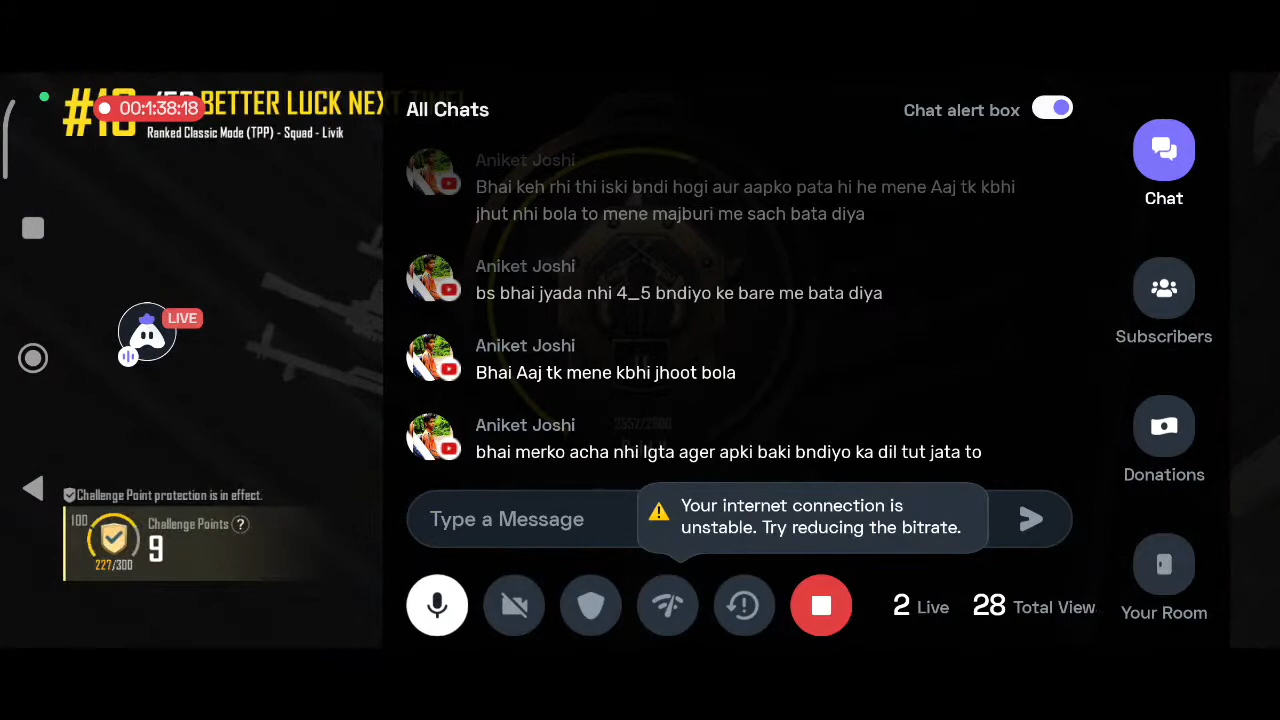 BETTER LUCK NEXT TIME!
00:1:38:18
Ranked Classic Mode (TPP) - Squad - Livik
All Chats
Chat alert box
Aniket Joshi
Bhai keh rhi thi iski bndi hogi aur aapko pata hi he mene Aaj tk kbhi
jhut nhi bola to mene majburi me sach bata diya
Aniket Joshi
bs bhai jyada nhi 4_5 bndiyo ke bare me bata diya
Aniket Joshi
Bhai Aaj tk mene kbhi jhoot bola
Aniket Joshi
bhai merko acha nhi lgta ager apki baki bndiyo ka dil tut jata to
Type a Message
Your internet connection is
unstable. Try reducing the bitrate.
2 Live 28 Total View
Chat
Subscribers
Donations
Your Room
LIVE
Challenge Point protection is in effect.
100
Challenge Points ?
9
227/300